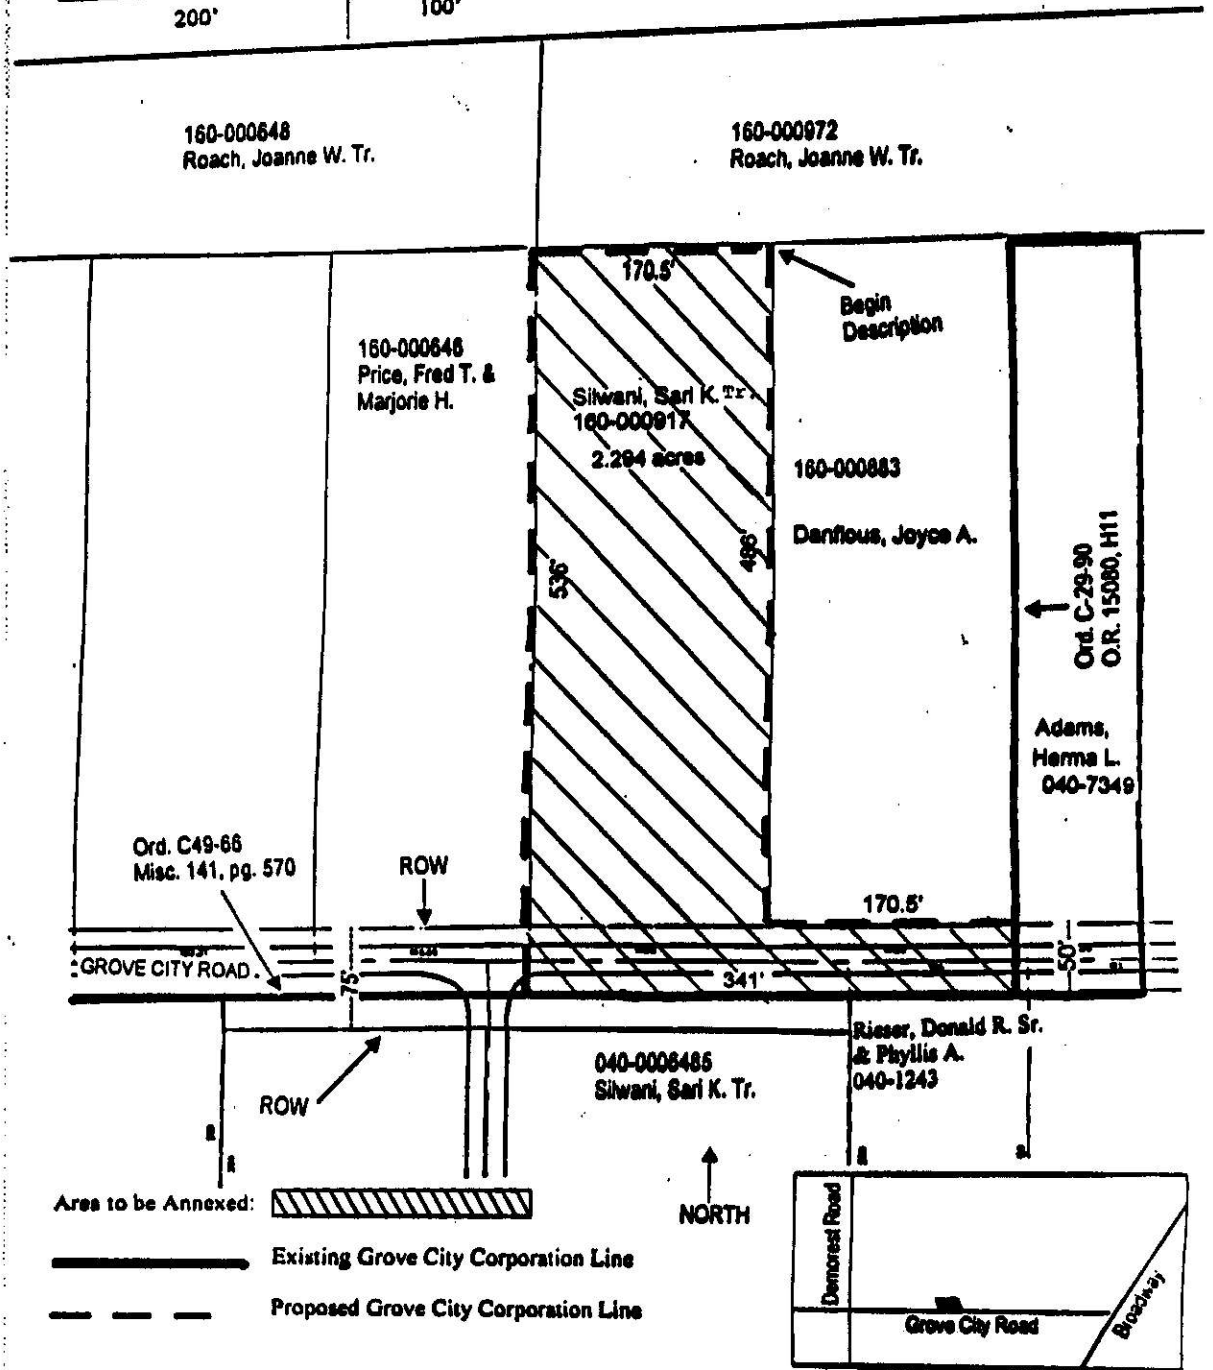 200'
100'
160-000648
Roach, Joanne W. Tr.
160-000972
Roach, Joanne W. Tr.
170.5'
Begin
Description
160-000646
Price, Fred T. &
Marjorie H.
Silwani, Sari K. Tr.
160-000917
2.294 acres
160-000883
Danflous, Joyce A.
536'
486'
Ord. C-29-90
O.R. 15080, H11
Adams,
Herma L.
040-7349
Ord. C49-66
Misc. 141, pg. 570
ROW
170.5'
GROVE CITY ROAD
75'
341'
50'
Rieser, Donald R. Sr.
& Phyllis A.
040-1243
040-0006485
Silwani, Sari K. Tr.
ROW
NORTH
Area to be Annexed:
Existing Grove City Corporation Line
Proposed Grove City Corporation Line
Demorest Road
Grove City Road
Broadway